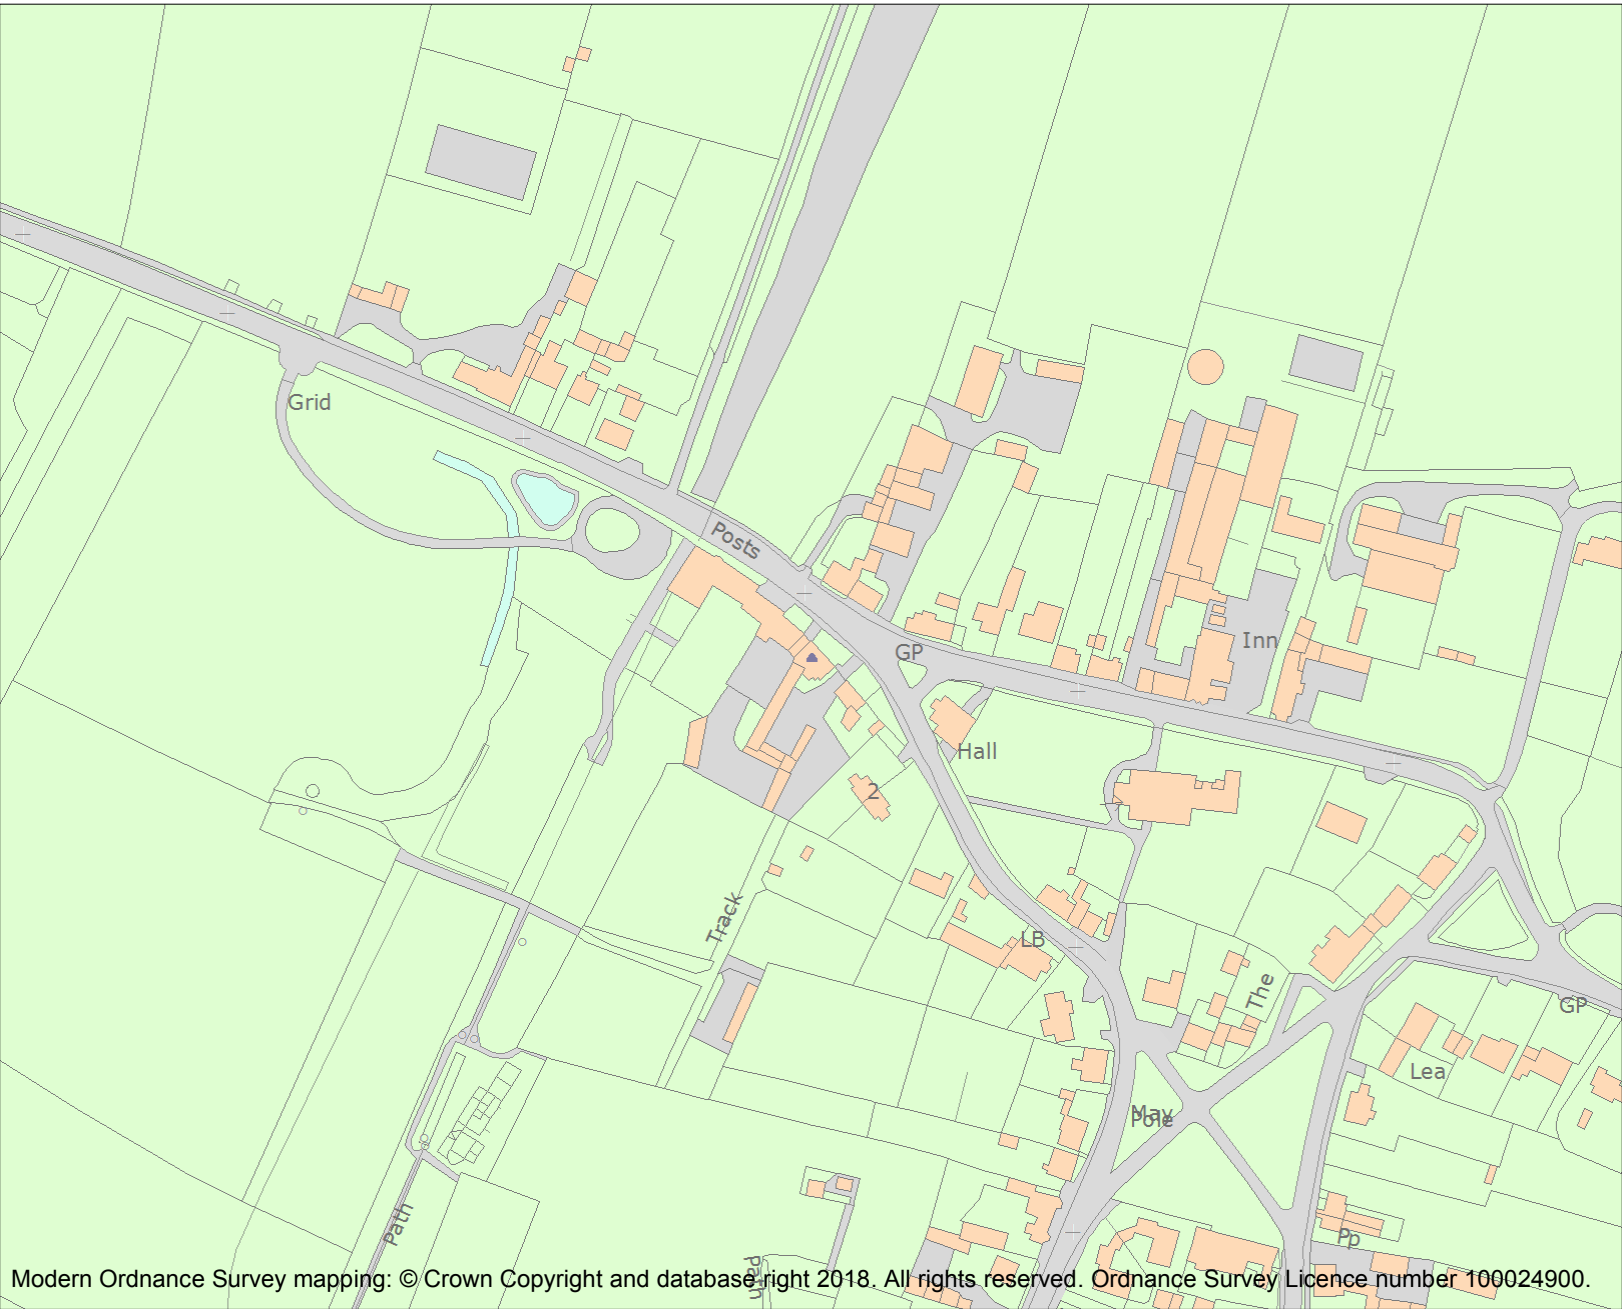 Grid
Posts
GP
Inn
Hall
2
Track
LB
The
GP
Lea
May
Pole
Path
Pp
Path
Modern Ordnance Survey mapping: © Crown Copyright and database right 2018. All rights reserved. Ordnance Survey Licence number 100024900.